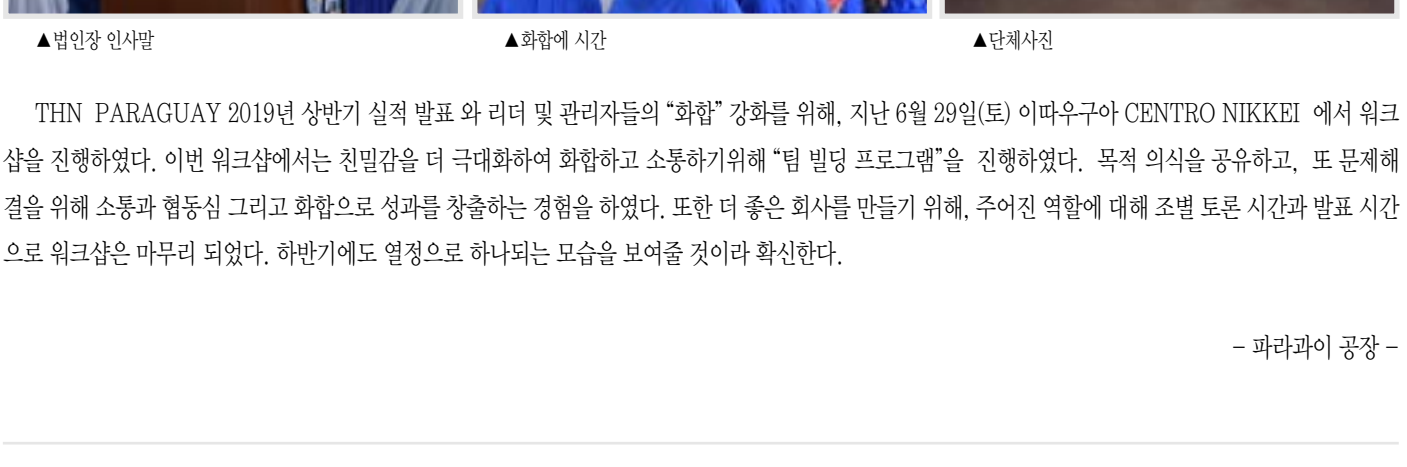 ▲법인장 인사말
▲화합에 시간
▲단체사진
THN PARAGUAY 2019년 상반기 실적 발표 와 리더 및 관리자들의 “화합” 강화를 위해, 지난 6월 29일(토) 이따우구아 CENTRO NIKKEI 에서 워크
샵을 진행하였다. 이번 워크샵에서는 친밀감을 더 극대화하여 화합하고 소통하기위해 “팀 빌딩 프로그램”을 진행하였다. 목적 의식을 공유하고, 또 문제해
결을 위해 소통과 협동심 그리고 화합으로 성과를 창출하는 경험을 하였다. 또한 더 좋은 회사를 만들기 위해, 주어진 역할에 대해 조별 토론 시간과 발표 시간
으로 워크샵은 마무리 되었다. 하반기에도 열정으로 하나되는 모습을 보여줄 것이라 확신한다.
– 파라과이 공장 –